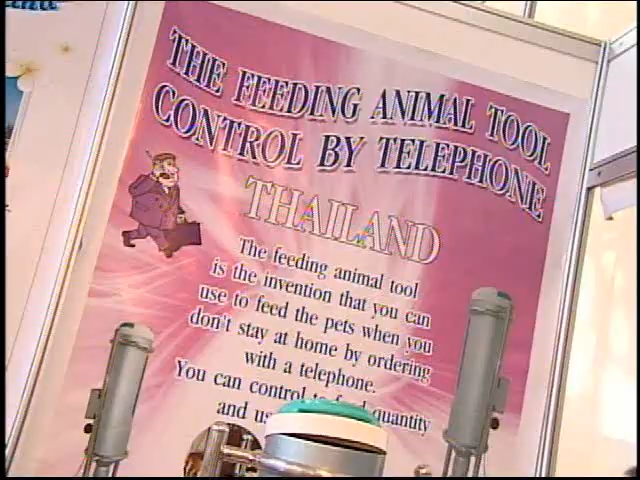 THE FEEDING ANIMAL TOOL
CONTROL BY TELEPHONE
THAILAND
The feeding animal tool
is the invention that you can
use to feed the pets when you
don't stay at home by ordering
with a telephone.
You can control quantity
and